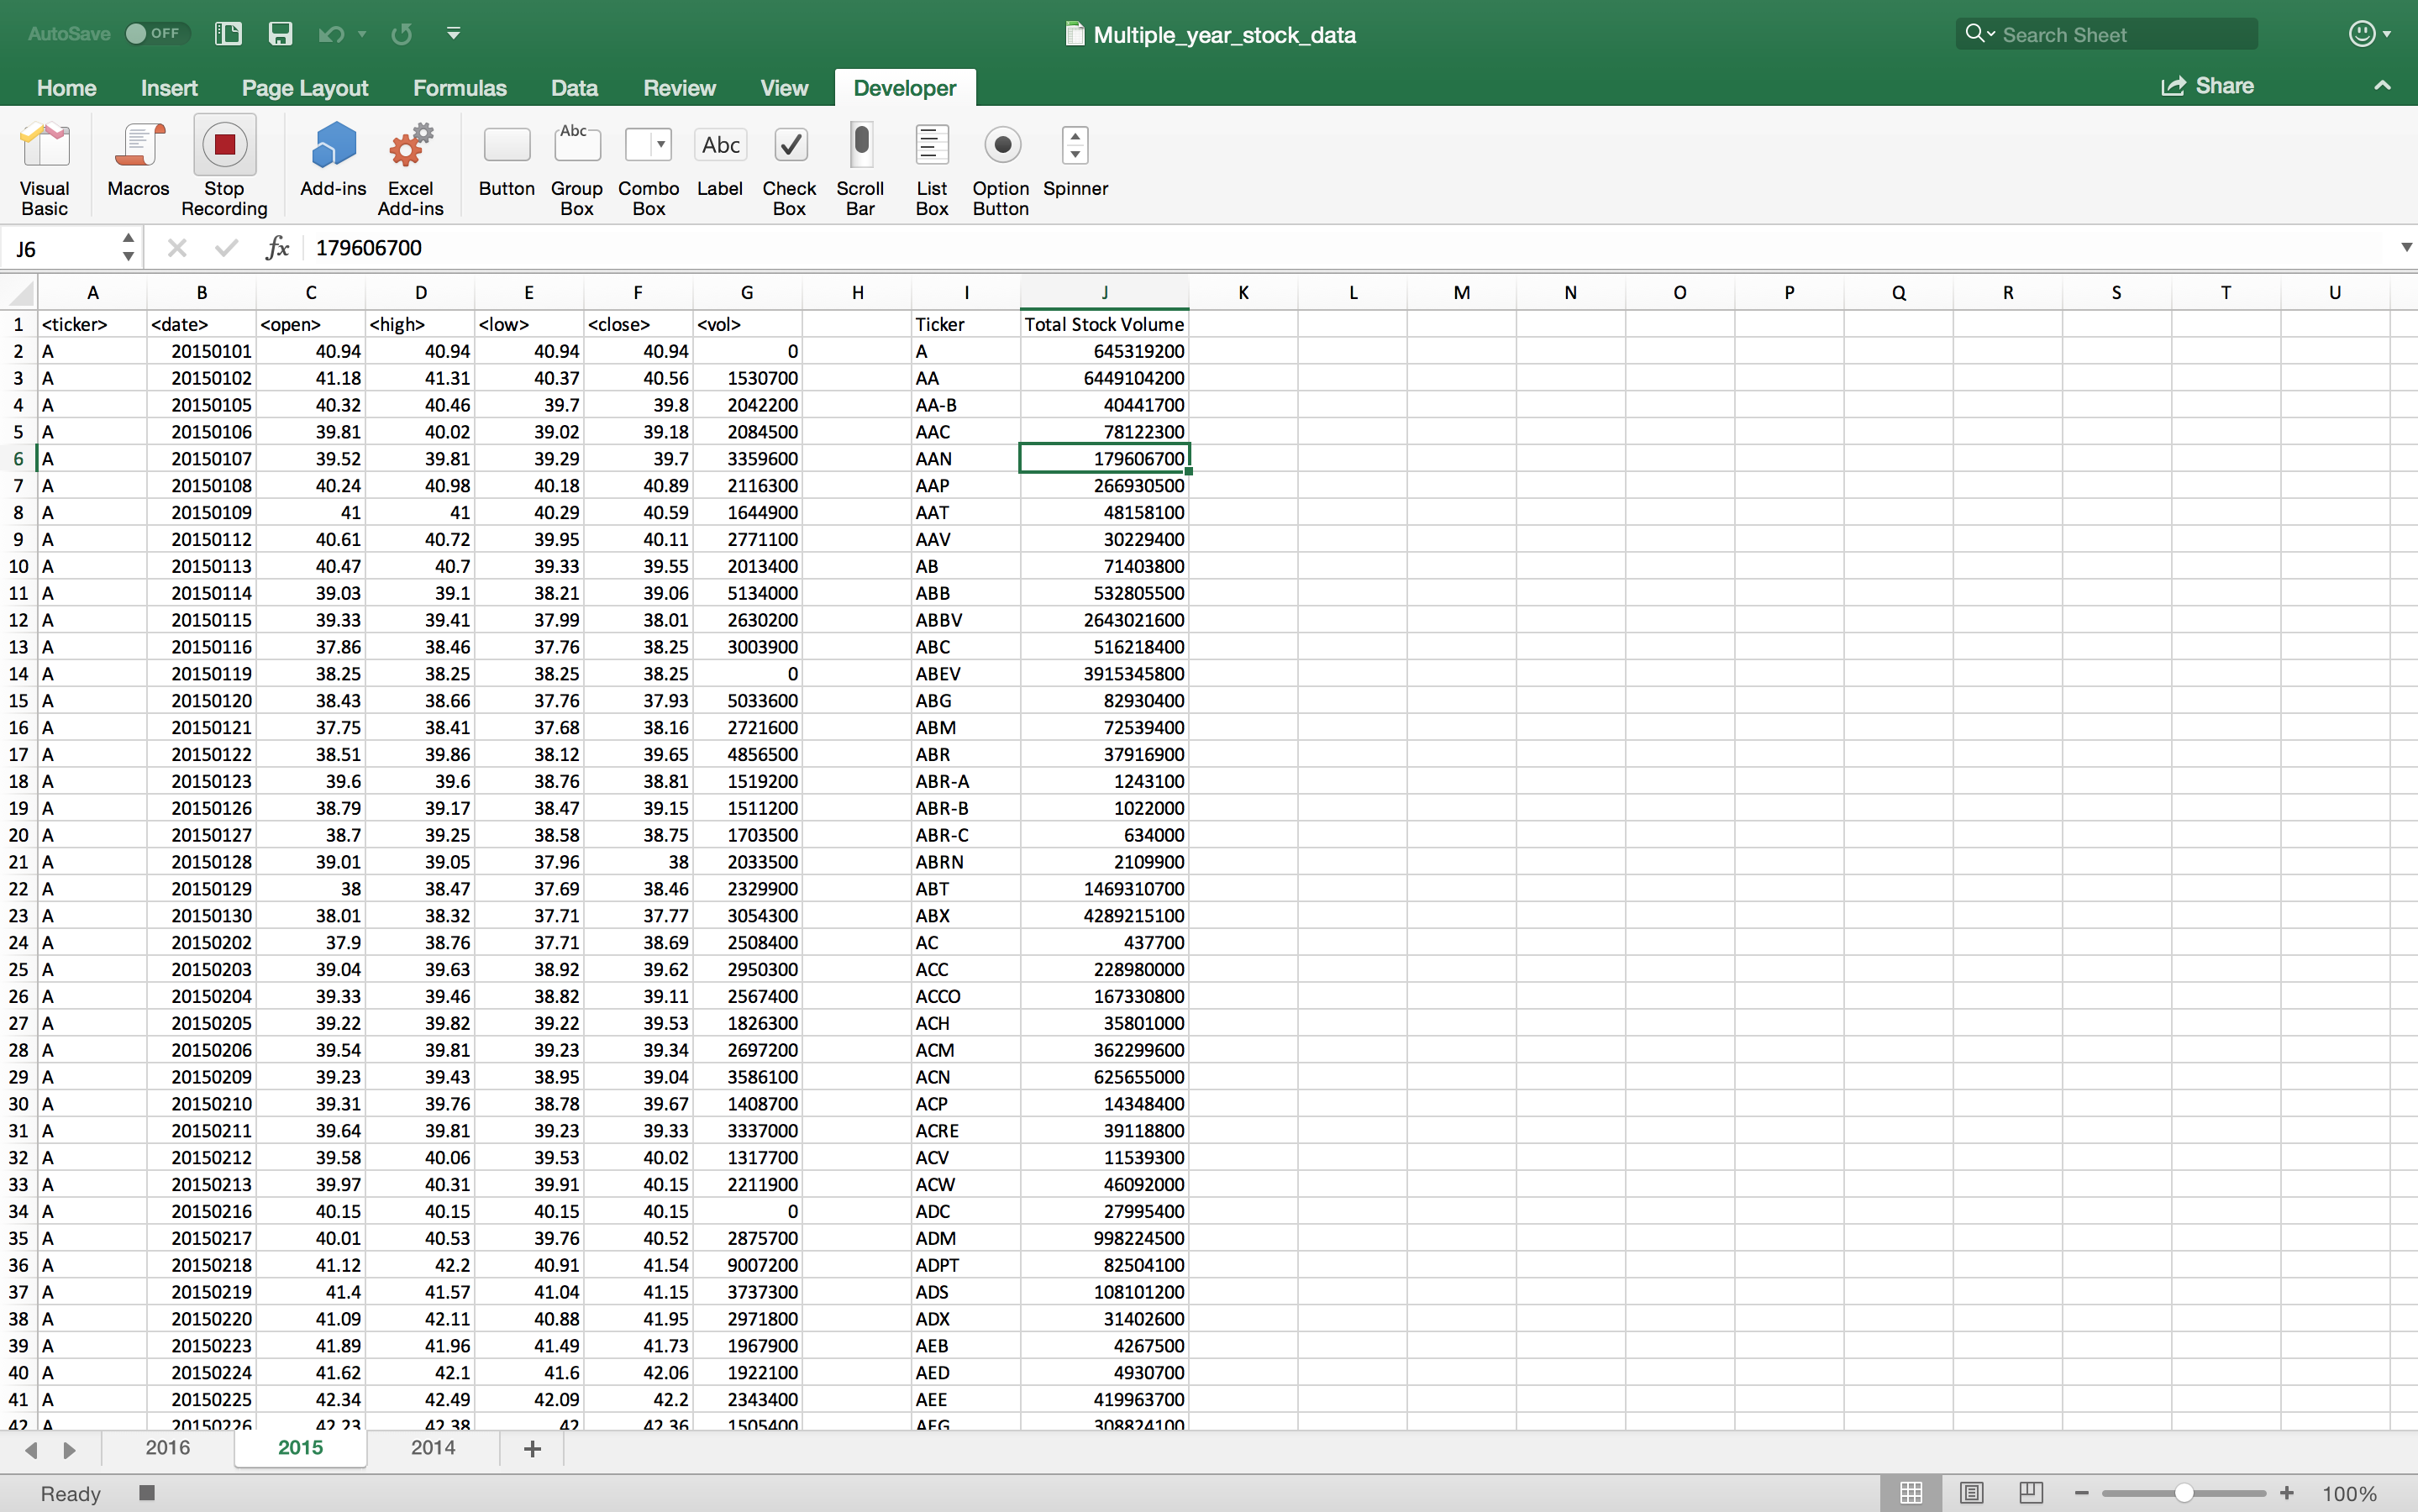 AutoSave OFF Multiple_year_stock_data Search Sheet
Home Insert Page Layout Formulas Data Review View Developer Share
Visual Basic Macros Stop Recording Add-ins Excel Add-ins Button Group Box Combo Box Label Check Box Scroll Bar List Box Option Button Spinner
Abc Abc
J6 fx 179606700
A B C D E F G H I J K L M N O P Q R S T U
1 <ticker> <date> <open> <high> <low> <close> <vol> Ticker Total Stock Volume
2 A 20150101 40.94 40.94 40.94 40.94 0 A 645319200
3 A 20150102 41.18 41.31 40.37 40.56 1530700 AA 6449104200
4 A 20150105 40.32 40.46 39.7 39.8 2042200 AA-B 40441700
5 A 20150106 39.81 40.02 39.02 39.18 2084500 AAC 78122300
6 A 20150107 39.52 39.81 39.29 39.7 3359600 AAN 179606700
7 A 20150108 40.24 40.98 40.18 40.89 2116300 AAP 266930500
8 A 20150109 41 41 40.29 40.59 1644900 AAT 48158100
9 A 20150112 40.61 40.72 39.95 40.11 2771100 AAV 30229400
10 A 20150113 40.47 40.7 39.33 39.55 2013400 AB 71403800
11 A 20150114 39.03 39.1 38.21 39.06 5134000 ABB 532805500
12 A 20150115 39.33 39.41 37.99 38.01 2630200 ABBV 2643021600
13 A 20150116 37.86 38.46 37.76 38.25 3003900 ABC 516218400
14 A 20150119 38.25 38.25 38.25 38.25 0 ABEV 3915345800
15 A 20150120 38.43 38.66 37.76 37.93 5033600 ABG 82930400
16 A 20150121 37.75 38.41 37.68 38.16 2721600 ABM 72539400
17 A 20150122 38.51 39.86 38.12 39.65 4856500 ABR 37916900
18 A 20150123 39.6 39.6 38.76 38.81 1519200 ABR-A 1243100
19 A 20150126 38.79 39.17 38.47 39.15 1511200 ABR-B 1022000
20 A 20150127 38.7 39.25 38.58 38.75 1703500 ABR-C 634000
21 A 20150128 39.01 39.05 37.96 38 2033500 ABRN 2109900
22 A 20150129 38 38.47 37.69 38.46 2329900 ABT 1469310700
23 A 20150130 38.01 38.32 37.71 37.77 3054300 ABX 4289215100
24 A 20150202 37.9 38.76 37.71 38.69 2508400 AC 437700
25 A 20150203 39.04 39.63 38.92 39.62 2950300 ACC 228980000
26 A 20150204 39.33 39.46 38.82 39.11 2567400 ACCO 167330800
27 A 20150205 39.22 39.82 39.22 39.53 1826300 ACH 35801000
28 A 20150206 39.54 39.81 39.23 39.34 2697200 ACM 362299600
29 A 20150209 39.23 39.43 38.95 39.04 3586100 ACN 625655000
30 A 20150210 39.31 39.76 38.78 39.67 1408700 ACP 14348400
31 A 20150211 39.64 39.81 39.23 39.33 3337000 ACRE 39118800
32 A 20150212 39.58 40.06 39.53 40.02 1317700 ACV 11539300
33 A 20150213 39.97 40.31 39.91 40.15 2211900 ACW 46092000
34 A 20150216 40.15 40.15 40.15 40.15 0 ADC 27995400
35 A 20150217 40.01 40.53 39.76 40.52 2875700 ADM 998224500
36 A 20150218 41.12 42.2 40.91 41.54 9007200 ADPT 82504100
37 A 20150219 41.4 41.57 41.04 41.15 3737300 ADS 108101200
38 A 20150220 41.09 42.11 40.88 41.95 2971800 ADX 31402600
39 A 20150223 41.89 41.96 41.49 41.73 1967900 AEB 4267500
40 A 20150224 41.62 42.1 41.6 42.06 1922100 AED 4930700
41 A 20150225 42.34 42.49 42.09 42.2 2343400 AEE 419963700
42 A 20150226 42.23 42.38 42 42.36 1505400 AEG 308824100
2016 2015 2014
Ready 100%